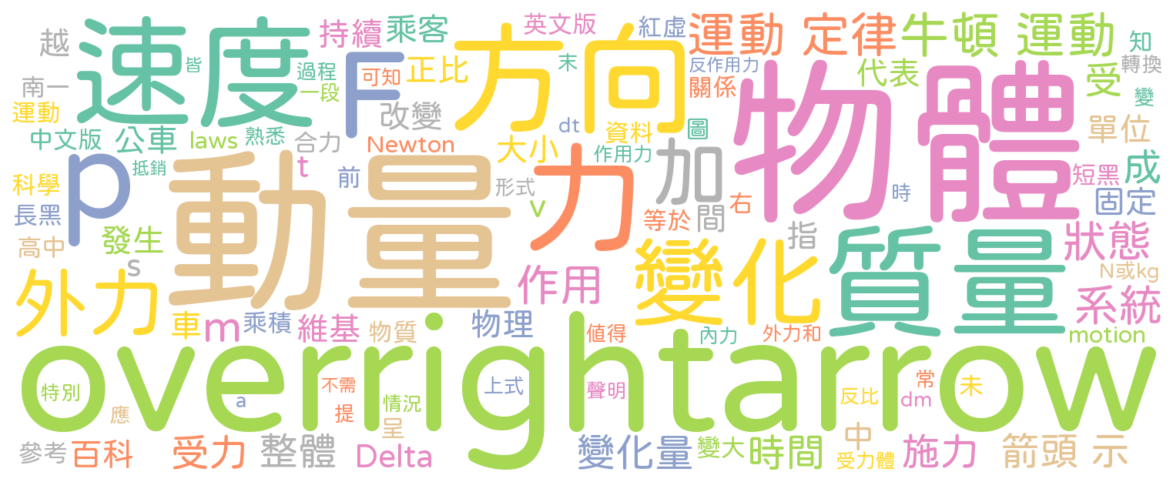 越 速度 持續 乘客 英文版 紅虛 運動 定律 牛頓 運動 知
南一 皆 過程 可知 F 正比 方向 末 反作用力 關係 代表 受 轉換
運動 一段 改變 物體 變
中文版 公車 laws 熟悉 合力 Newton 大小 dt 資料 圖 作用力 單位
科學 p 抵銷 動量 t 前 形式 力 加 時 短黑 成
長黑 v 等於 間 右 固定
高中 發生 s 指 質量 狀態
外力 作用 變化 N或kg
車 m 乘積 維基 物質 物理 值得 內力 外力和 系統 motion
overrightarrow
特別 應 a 不需 提 情況 呈 上式 聲明 常 反比 dm 未
參考 百科 受力 整體 Delta 變化量 變大 時間 中 受力體 施力 箭頭 示